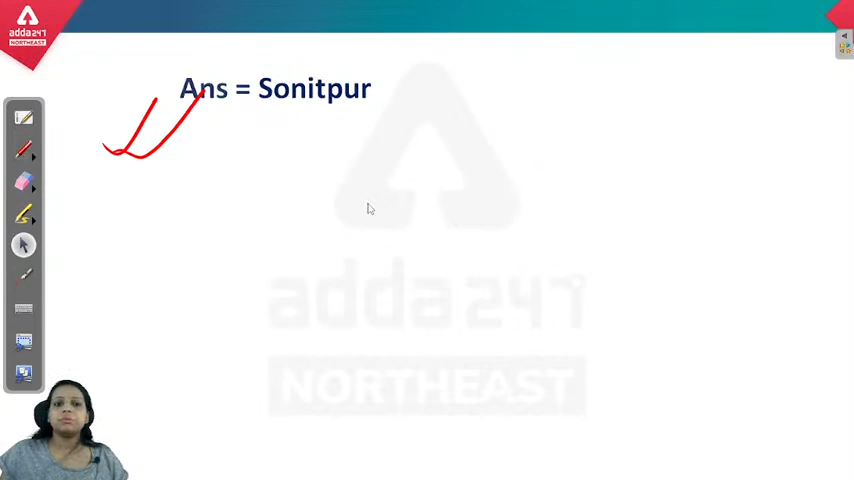 adda247
NORTHEAST
Ans = Sonitpur
adda247
NORTHEAST